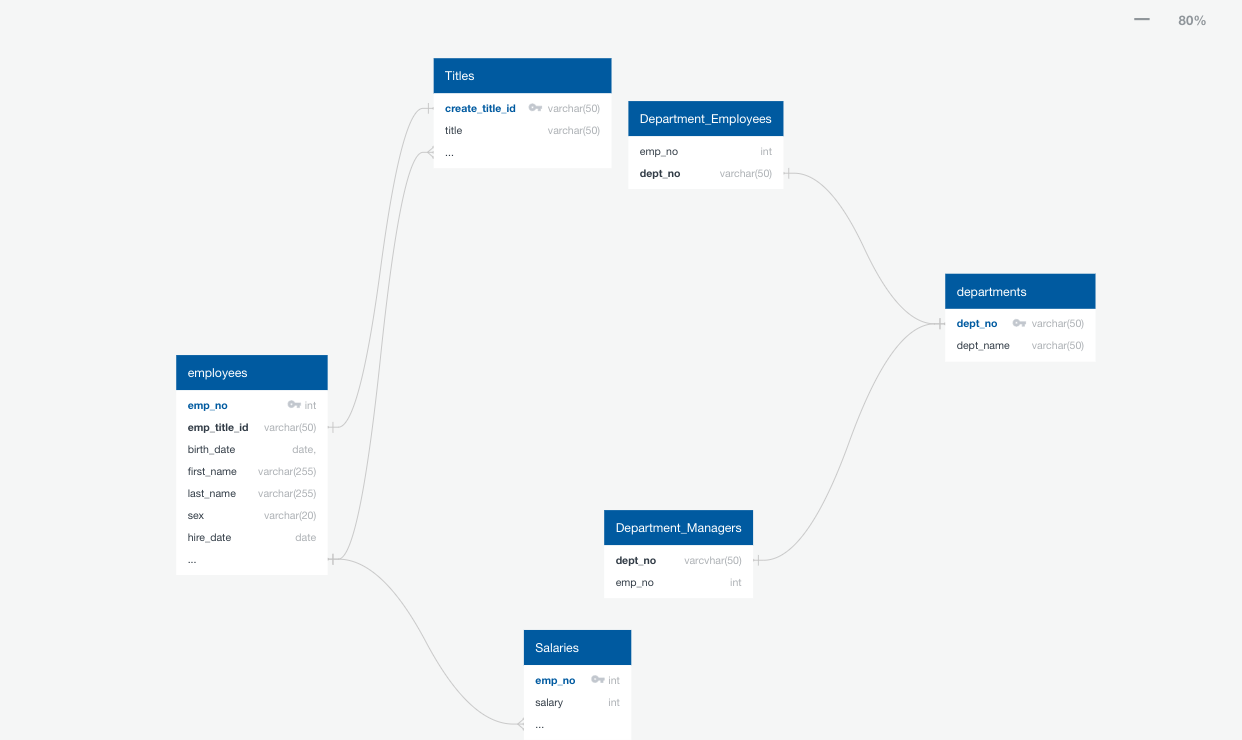 80%
Titles
create_title_id varchar(50)
title varchar(50)
...
Department_Employees
emp_no int
dept_no varchar(50)
departments
dept_no varchar(50)
dept_name varchar(50)
employees
emp_no int
emp_title_id varchar(50)
birth_date date,
first_name varchar(255)
last_name varchar(255)
sex varchar(20)
hire_date date
...
Department_Managers
dept_no varcvhar(50)
emp_no int
Salaries
emp_no int
salary int
...